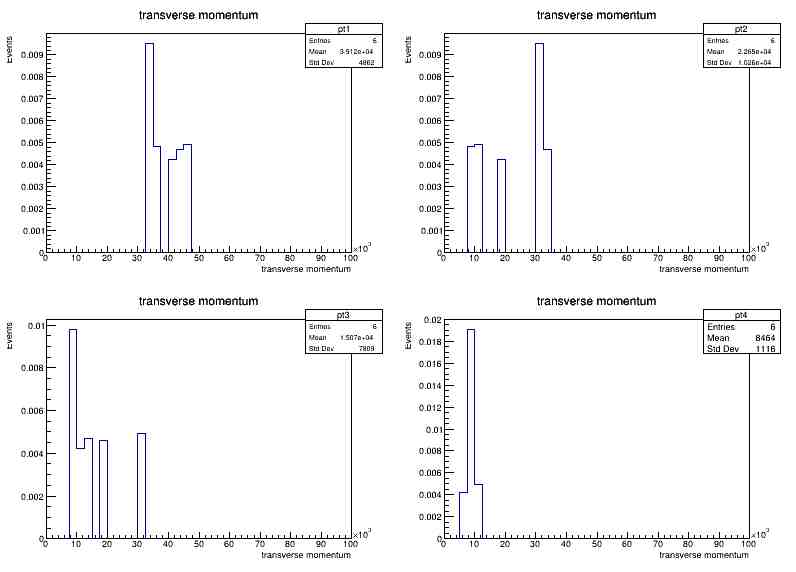 transverse momentum
pt1
Entries 6
Mean 3.912e+04
Std Dev 4862
Events
0.009
0.008
0.007
0.006
0.005
0.004
0.003
0.002
0.001
0
0 10 20 30 40 50 60 70 80 90 100
×10³
transverse momentum
transverse momentum
pt2
Entries 6
Mean 2.265e+04
Std Dev 1.026e+04
Events
0.009
0.008
0.007
0.006
0.005
0.004
0.003
0.002
0.001
0
0 10 20 30 40 50 60 70 80 90 100
×10³
transverse momentum
transverse momentum
pt3
Entries 6
Mean 1.507e+04
Std Dev 7809
Events
0.01
0.008
0.006
0.004
0.002
0
0 10 20 30 40 50 60 70 80 90 100
×10³
transverse momentum
transverse momentum
pt4
Entries 6
Mean 8464
Std Dev 1116
Events
0.02
0.018
0.016
0.014
0.012
0.01
0.008
0.006
0.004
0.002
0
0 10 20 30 40 50 60 70 80 90 100
×10³
transverse momentum